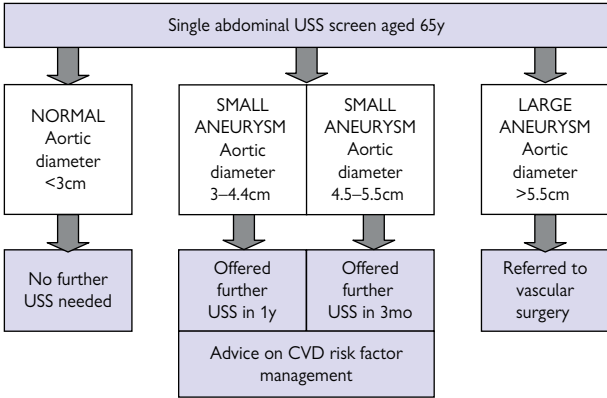 Single abdominal USS screen aged 65y
NORMAL
Aortic
diameter
<3cm
SMALL
ANEURYSM
Aortic
diameter
3–4.4cm
SMALL
ANEURYSM
Aortic
diameter
4.5–5.5cm
LARGE
ANEURYSM
Aortic
diameter
>5.5cm
No further
USS needed
Offered
further
USS in 1y
Offered
further
USS in 3mo
Referred to
vascular
surgery
Advice on CVD risk factor
management